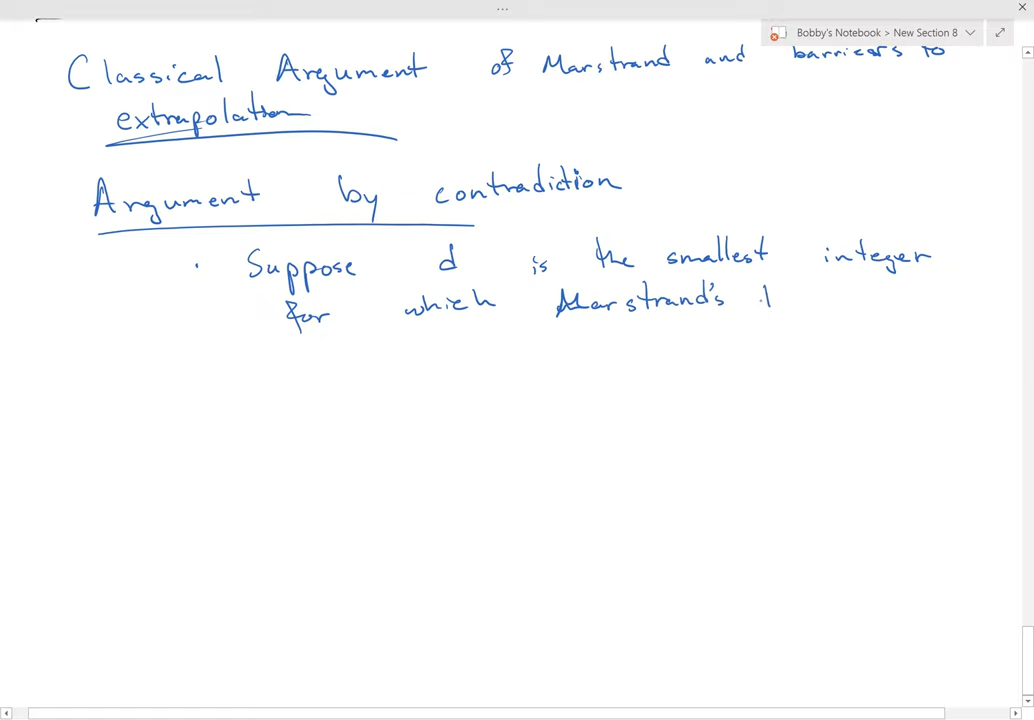 ...
Bobby's Notebook > New Section 8
Classical Argument of Marstrand and barriers to
extrapolation
Argument by contradiction
· Suppose d is the smallest integer
for which Marstrand's